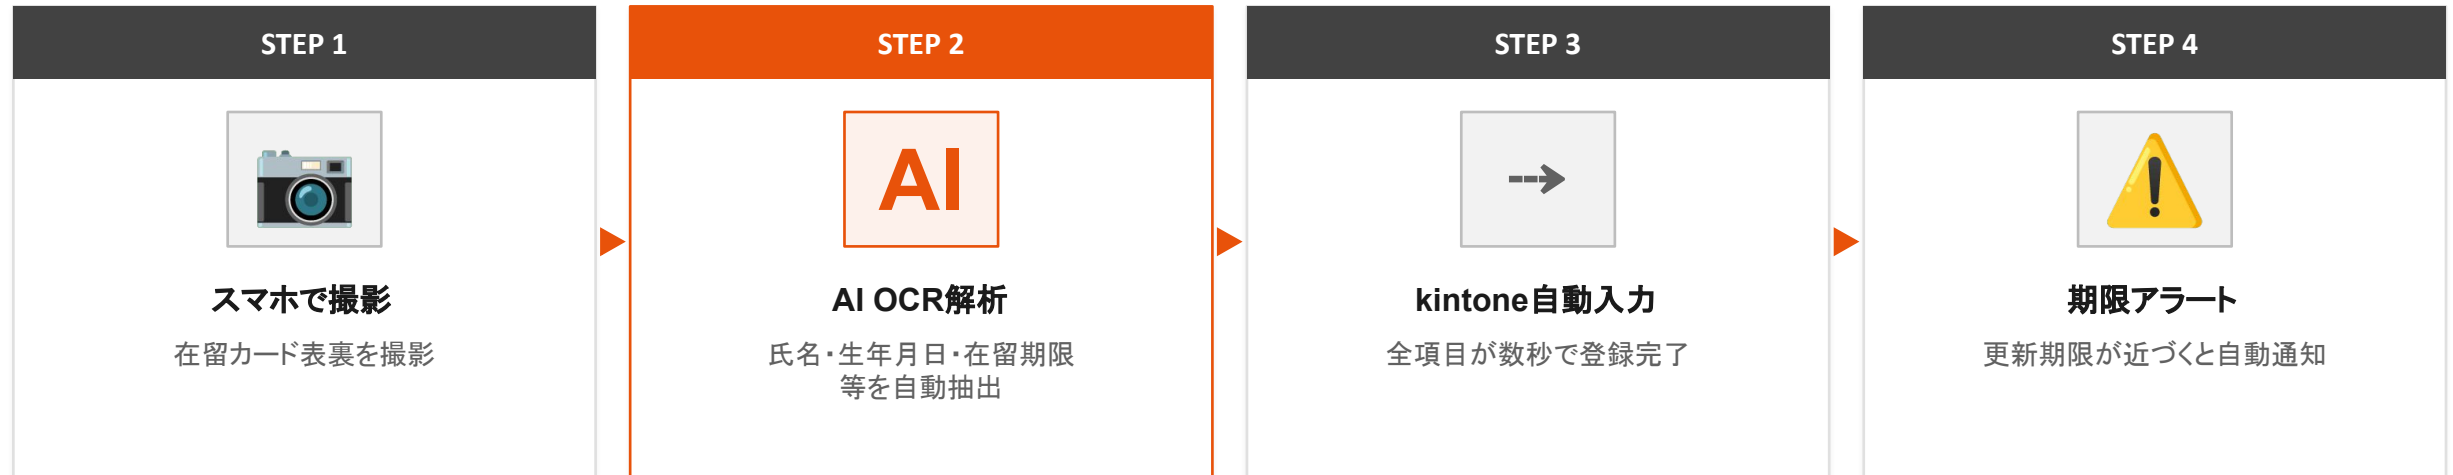 STEP 1
スマホで撮影
在留カード表裏を撮影
STEP 2
AI
AI OCR解析
氏名・生年月日・在留期限
等を自動抽出
STEP 3
kintone自動入力
全項目が数秒で登録完了
STEP 4
期限アラート
更新期限が近づくと自動通知